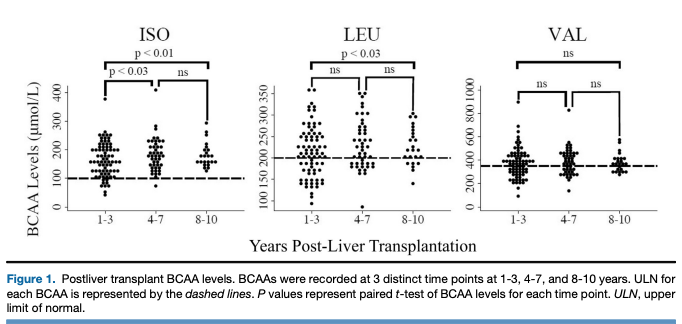 ISO LEU VAL
p < 0.01 p < 0.03 ns
p < 0.03 ns ns ns ns ns
BCAA Levels (µmol/L)
0 100 200 300 400
100 150 200 250 300 350
0 200 400 600 800 1000
1-3 4-7 8-10 1-3 4-7 8-10 1-3 4-7 8-10
Years Post-Liver Transplantation
Figure 1. Postliver transplant BCAA levels. BCAAs were recorded at 3 distinct time points at 1-3, 4-7, and 8-10 years. ULN for
each BCAA is represented by the dashed lines. P values represent paired t-test of BCAA levels for each time point. ULN, upper
limit of normal.